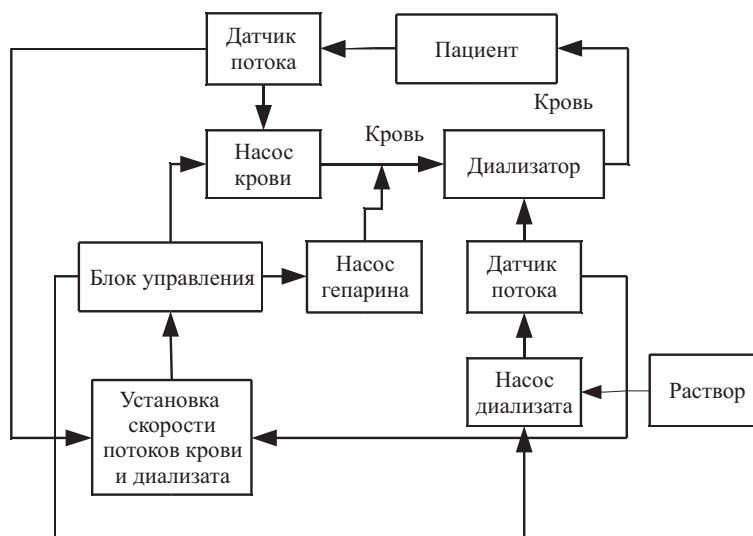 Датчик
потока
Пациент
Кровь
Насос
крови
Кровь
Диализатор
Блок управления
Насос
гепарина
Датчик
потока
Установка
скорости
потоков крови
и диализата
Насос
диализата
Раствор